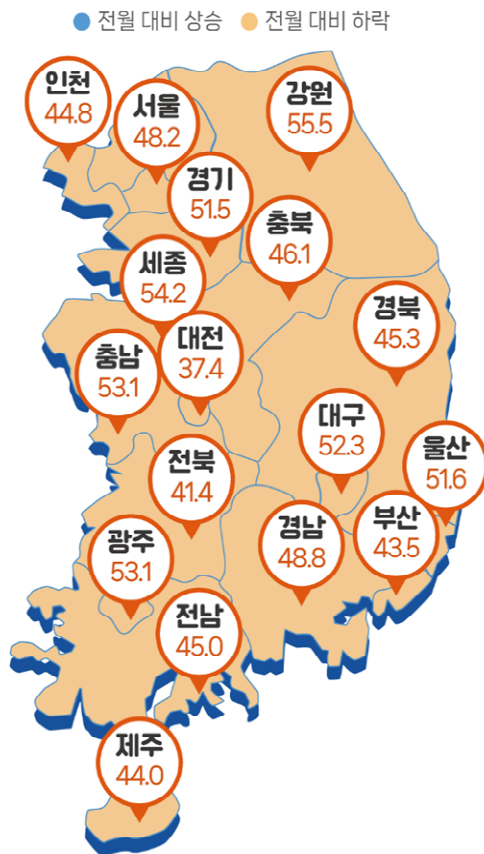 전월 대비 상승 전월 대비 하락
인천
44.8
서울
48.2
강원
55.5
경기
51.5
충북
46.1
세종
54.2
경북
45.3
대전
37.4
충남
53.1
대구
52.3
울산
51.6
전북
41.4
부산
43.5
경남
48.8
광주
53.1
전남
45.0
제주
44.0